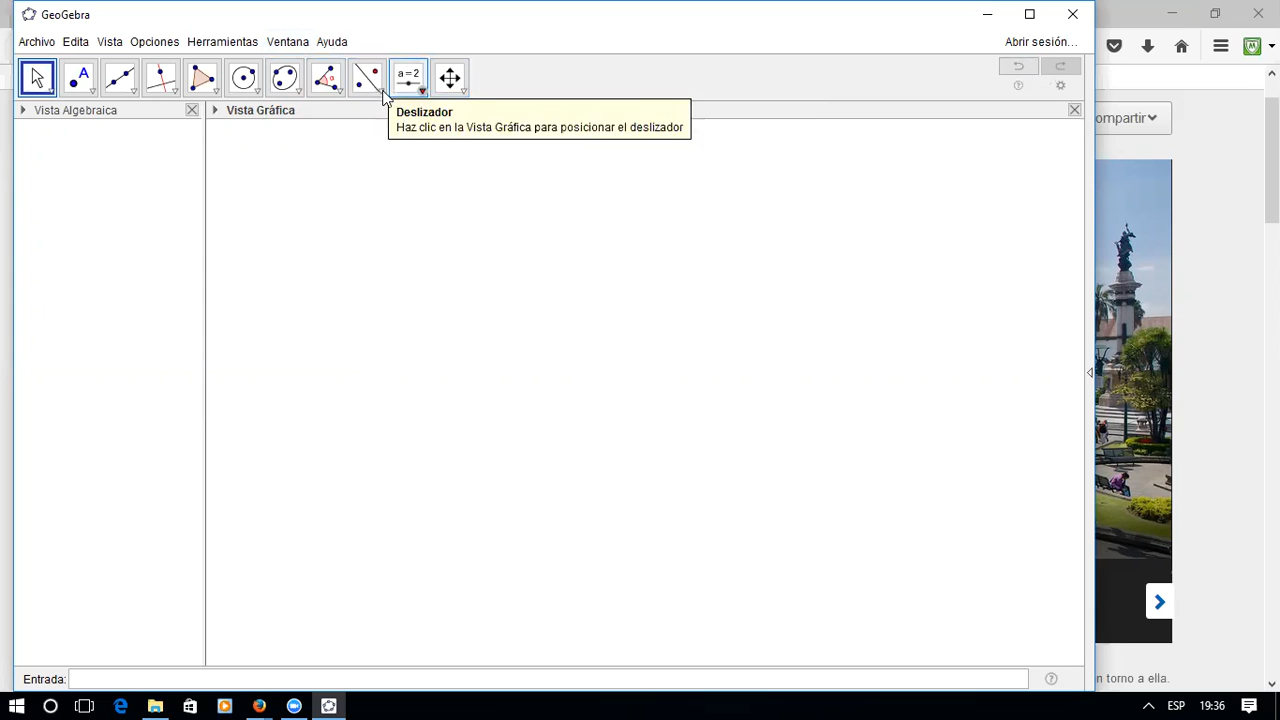 GeoGebra
Archivo Edita Vista Opciones Herramientas Ventana Ayuda
Abrir sesión...
A
α
a=2
Deslizador
Haz clic en la Vista Gráfica para posicionar el deslizador
Vista Algebraica
Vista Gráfica
ompartir
n torno a ella.
Entrada:
ESP 19:36